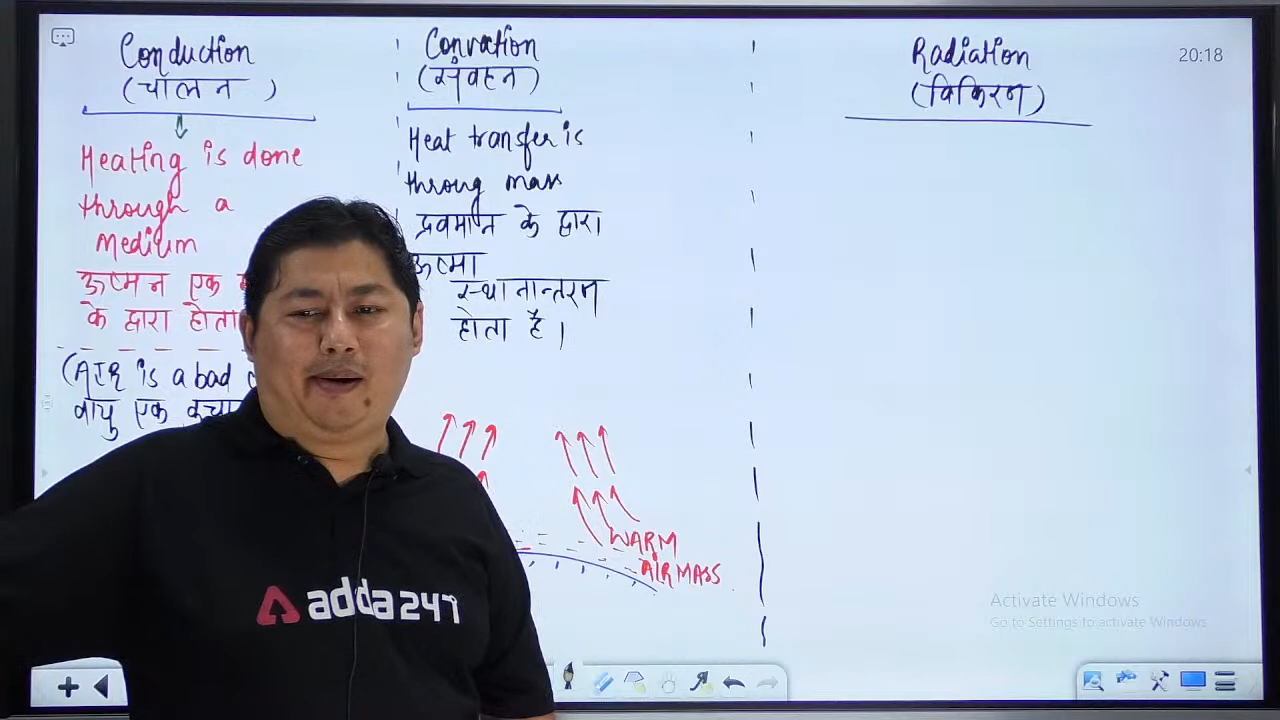 Conduction
(चालन)
Heating is done
through a
Medium
ऊष्मन एक
के द्वारा होता
(AIR is a bad
वायु एक कुचा
Convection
(संवहन)
Heat transfer is
throug mass
द्रवमान के द्वारा
ऊष्मा
स्थानान्तरन
होता है।
WARM
AIR MASS
Radiation
(विकिरन)
20:18
Activate Windows
Go to Settings to activate Windows.
adda247